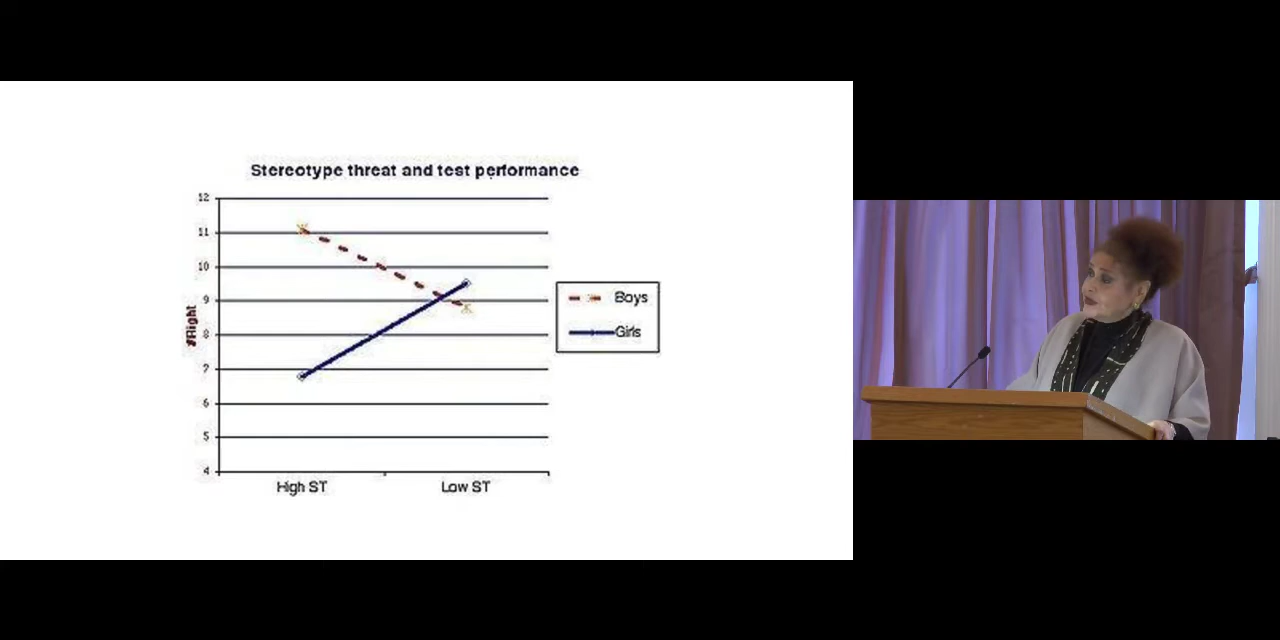 Stereotype threat and test performance
12
11
10
9
8
7
6
5
4
#Right
High ST
Low ST
Boys
Girls